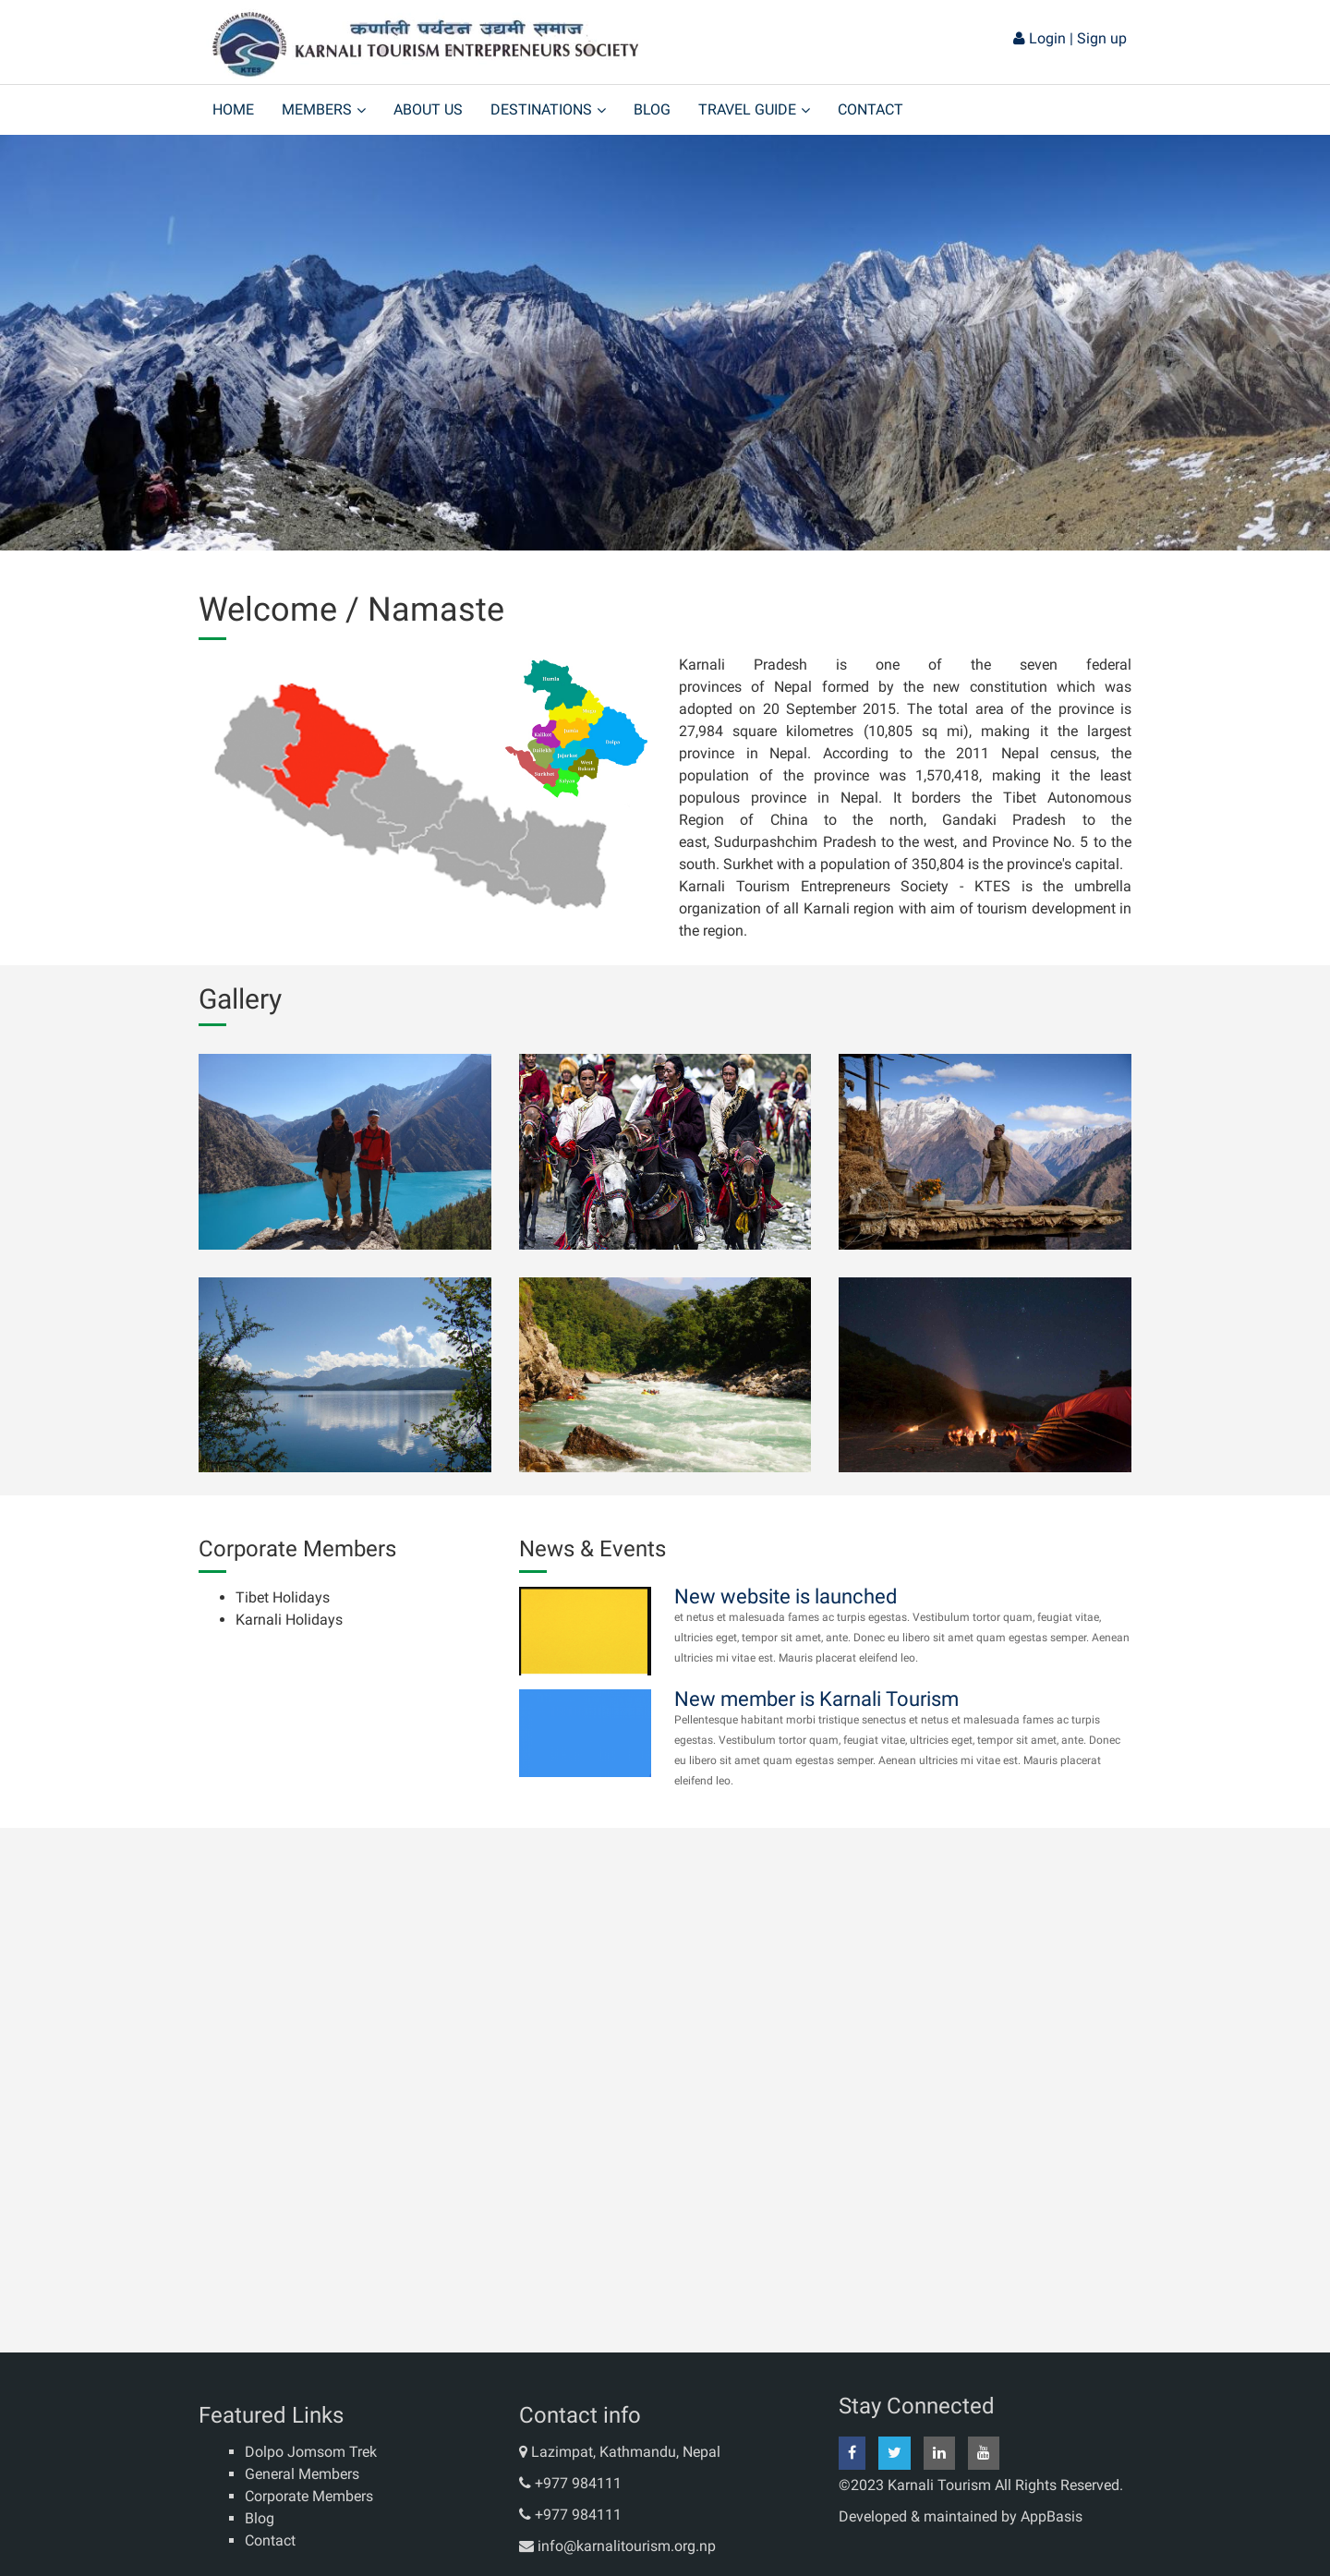 कर्णाली पर्यटन उद्यमी समाज
KARNALI TOURISM ENTREPRENEURS SOCIETY
KTES
Login | Sign up
HOME MEMBERS ABOUT US DESTINATIONS BLOG TRAVEL GUIDE CONTACT
Welcome / Namaste
Humla
Dolpo
Kalikot
Dailekh
Jajarkot
West
Rukum
Surkhet
Karnali Pradesh is one of the seven federal
provinces of Nepal formed by the new constitution which was
adopted on 20 September 2015. The total area of the province is
27,984 square kilometres (10,805 sq mi), making it the largest
province in Nepal. According to the 2011 Nepal census, the
population of the province was 1,570,418, making it the least
populous province in Nepal. It borders the Tibet Autonomous
Region of China to the north, Gandaki Pradesh to the
east, Sudurpashchim Pradesh to the west, and Province No. 5 to the
south. Surkhet with a population of 350,804 is the province's capital.
Karnali Tourism Entrepreneurs Society - KTES is the umbrella
organization of all Karnali region with aim of tourism development in
the region.
Gallery
Corporate Members
Tibet Holidays
Karnali Holidays
News & Events
New website is launched
et netus et malesuada fames ac turpis egestas. Vestibulum tortor quam, feugiat vitae,
ultricies eget, tempor sit amet, ante. Donec eu libero sit amet quam egestas semper. Aenean
ultricies mi vitae est. Mauris placerat eleifend leo.
New member is Karnali Tourism
Pellentesque habitant morbi tristique senectus et netus et malesuada fames ac turpis
egestas. Vestibulum tortor quam, feugiat vitae, ultricies eget, tempor sit amet, ante. Donec
eu libero sit amet quam egestas semper. Aenean ultricies mi vitae est. Mauris placerat
eleifend leo.
Featured Links
Dolpo Jomsom Trek
General Members
Corporate Members
Blog
Contact
Contact info
Lazimpat, Kathmandu, Nepal
+977 984111
+977 984111
info@karnalitourism.org.np
Stay Connected
©2023 Karnali Tourism All Rights Reserved.
Developed & maintained by AppBasis